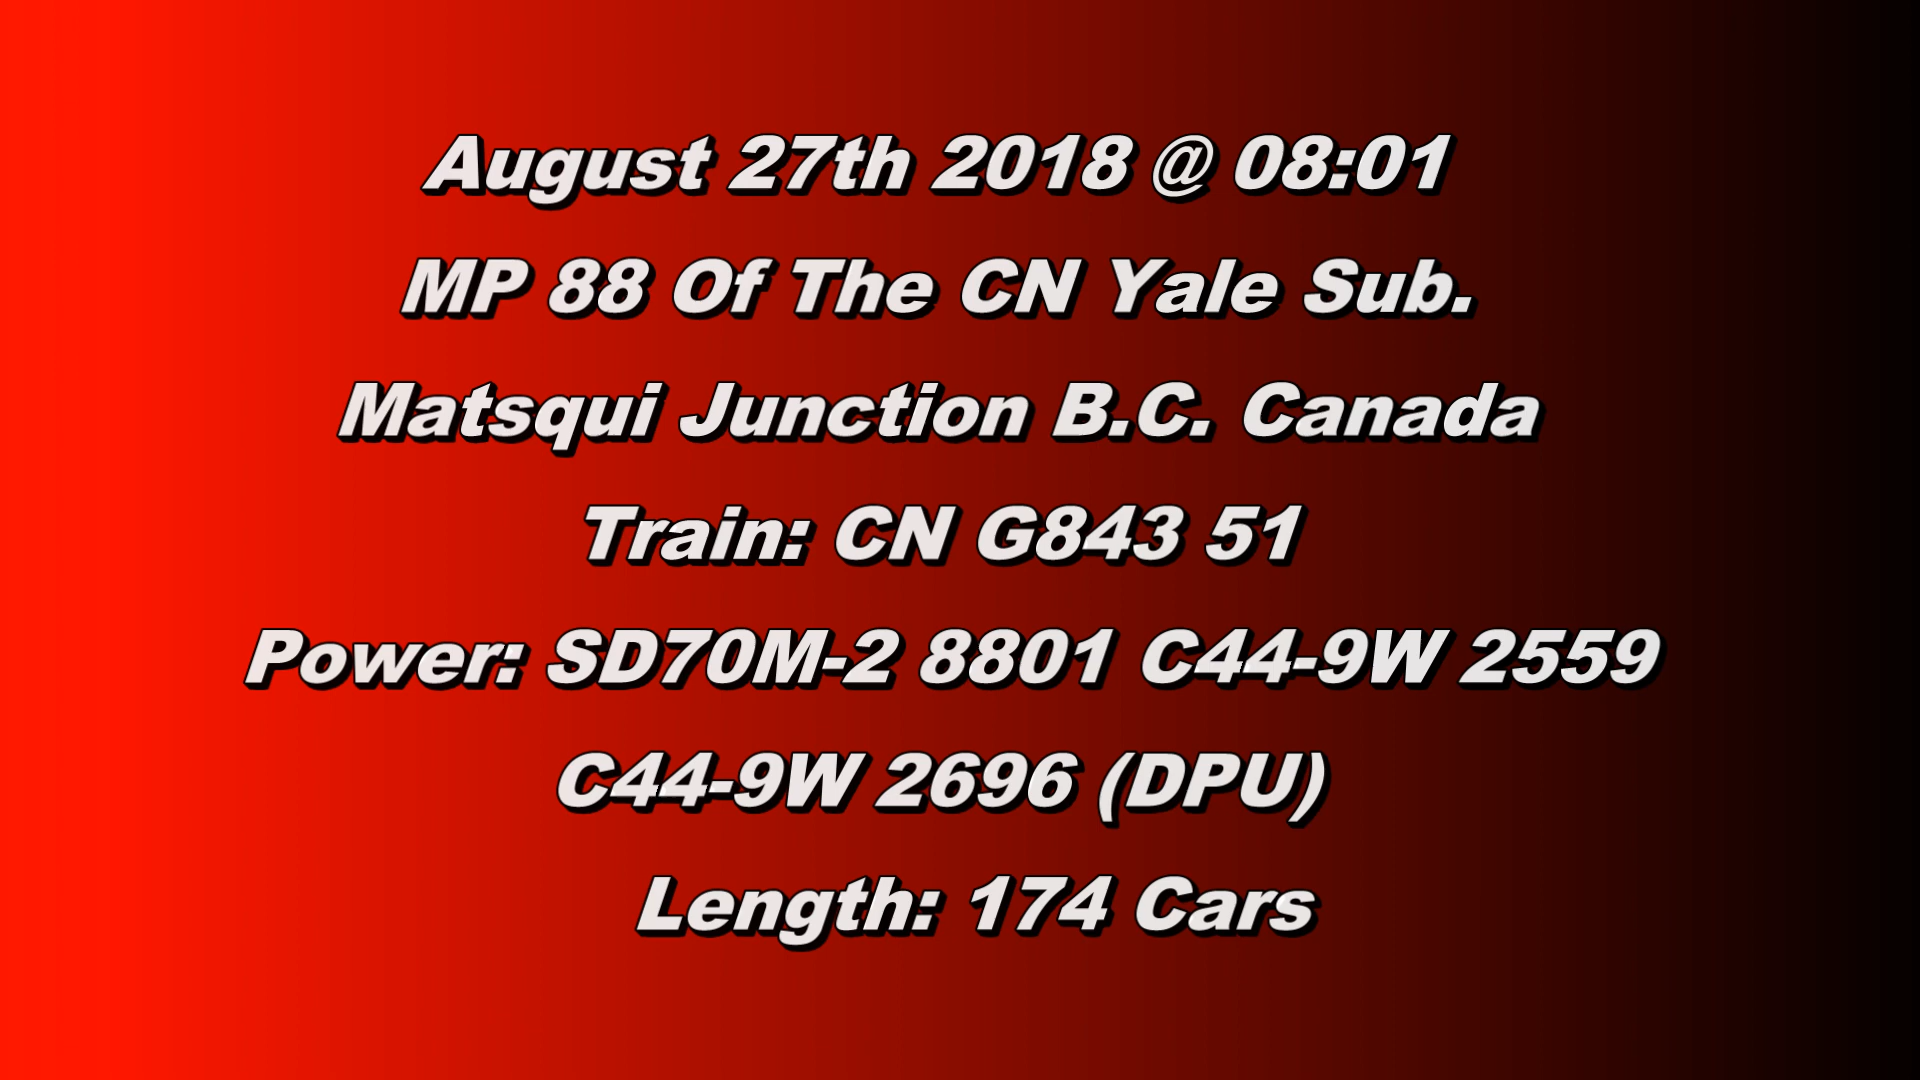 August 27th 2018 @ 08:01
MP 88 Of The CN Yale Sub.
Matsqui Junction B.C. Canada
Train: CN G843 51
Power: SD70M-2 8801 C44-9W 2559
C44-9W 2696 (DPU)
Length: 174 Cars